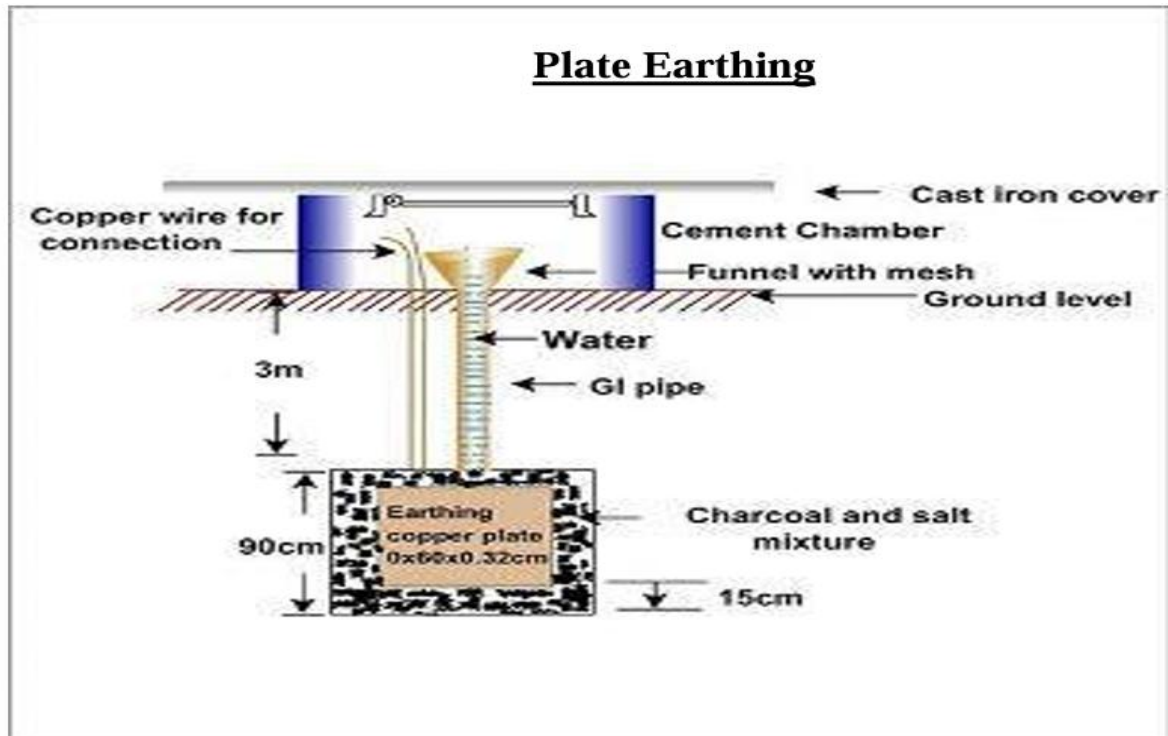 Plate Earthing
Cast iron cover
Copper wire for
connection
Cement Chamber
Funnel with mesh
Ground level
Water
3m
GI pipe
Earthing
copper plate
0x60x0.32cm
90cm
Charcoal and salt
mixture
15cm